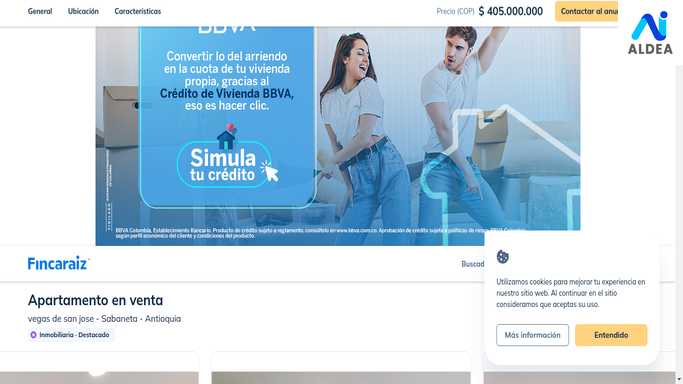 General Ubicación Características Precio (COP) $ 405.000.000 Contactar al anu
ALDEA
BBVA
Convertir lo del arriendo
en la cuota de tu vivienda
propia, gracias al
Crédito de Vivienda BBVA,
eso es hacer clic.
Simula
tu crédito
BBVA Colombia. Establecimiento Bancario. Producto de crédito sujeto a reglamento, consúltelo en www.bbva.com.co. Aprobación de crédito sujeta a políticas de riesgo BBVA Colombia
según perfil económico del cliente y condiciones del producto.
Fincaraiz
Buscad
Apartamento en venta
vegas de san jose - Sabaneta - Antioquia
Inmobiliaria - Destacado
Utilizamos cookies para mejorar tu experiencia en
nuestro sitio web. Al continuar en el sitio
consideramos que aceptas su uso.
Más información Entendido